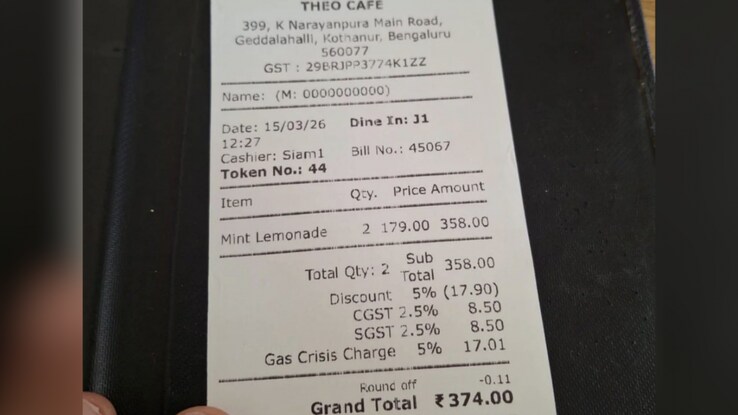 THEO CAFE
399, K Narayanpura Main Road,
Geddalahalli, Kothanur, Bengaluru
560077
GST : 29BRJPP3774K1ZZ
Name: (M: 0000000000)
Date: 15/03/26 Dine In: J1
12:27
Cashier: Siam1 Bill No.: 45067
Token No.: 44
Item Qty. Price Amount
Mint Lemonade 2 179.00 358.00
Total Qty: 2 Sub Total 358.00
Discount 5% (17.90)
CGST 2.5% 8.50
SGST 2.5% 8.50
Gas Crisis Charge 5% 17.01
Round off -0.11
Grand Total ₹374.00